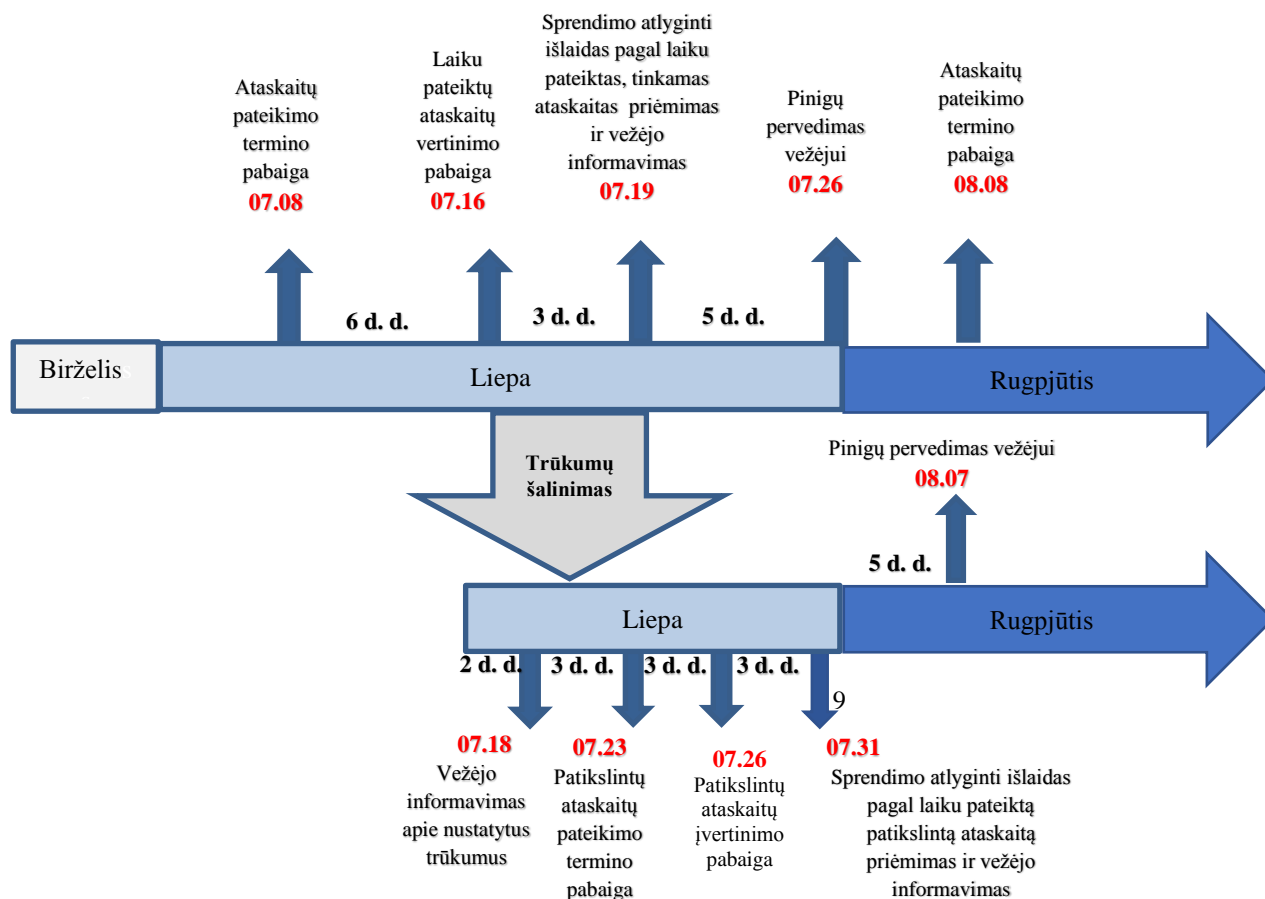 Ataskaitų
pateikimo
termino
pabaiga
07.08
Laiku
pateiktų
ataskaitų
vertinimo
pabaiga
07.16
Sprendimo atlyginti
išlaidas pagal laiku
pateiktas, tinkamas
ataskaitas priėmimas
ir vežėjo
informavimas
07.19
Pinigų
pervedimas
vežėjui
07.26
Ataskaitų
pateikimo
termino
pabaiga
08.08
6 d. d.
3 d. d.
5 d. d.
Birželis
Liepa
Rugpjūtis
Trūkumų
šalinimas
Pinigų pervedimas vežėjui
08.07
5 d. d.
Liepa
Rugpjūtis
2 d. d.
3 d. d.
3 d. d.
3 d. d.
9
07.18
Vežėjo
informavimas
apie nustatytus
trūkumus
07.23
Patikslintų
ataskaitų
pateikimo
termino
pabaiga
07.26
Patikslintų
ataskaitų
įvertinimo
pabaiga
07.31
Sprendimo atlyginti išlaidas
pagal laiku pateiktą
patikslintą ataskaitą
priėmimas ir vežėjo
informavimas